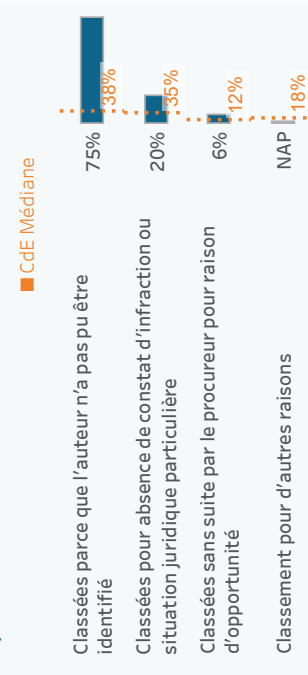 ■ CdE Médiane
Classées parce que l'auteur n'a pas pu être
identifié
75%
38%
Classées pour absence de constat d'infraction ou
situation juridique particulière
20%
35%
Classées sans suite par le procureur pour raison
d'opportunité
6%
12%
Classement pour d'autres raisons
NAP
18%